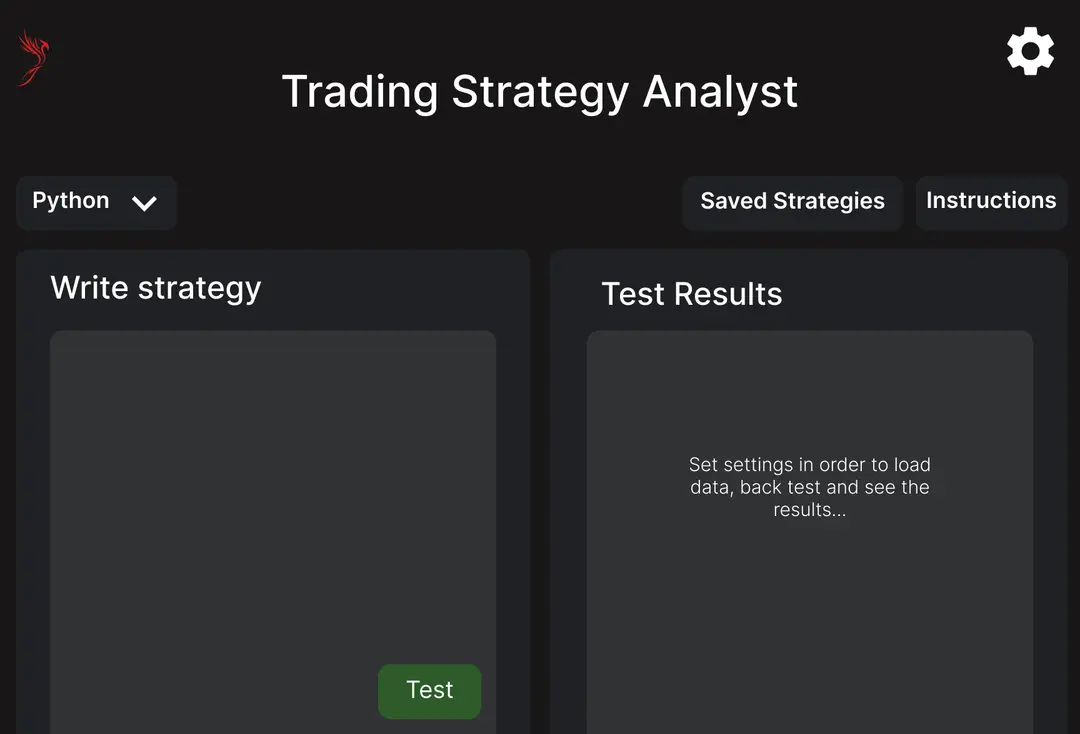 Trading Strategy Analyst
Python
Saved Strategies
Instructions
Write strategy
Test Results
Set settings in order to load
data, back test and see the
results...
Test